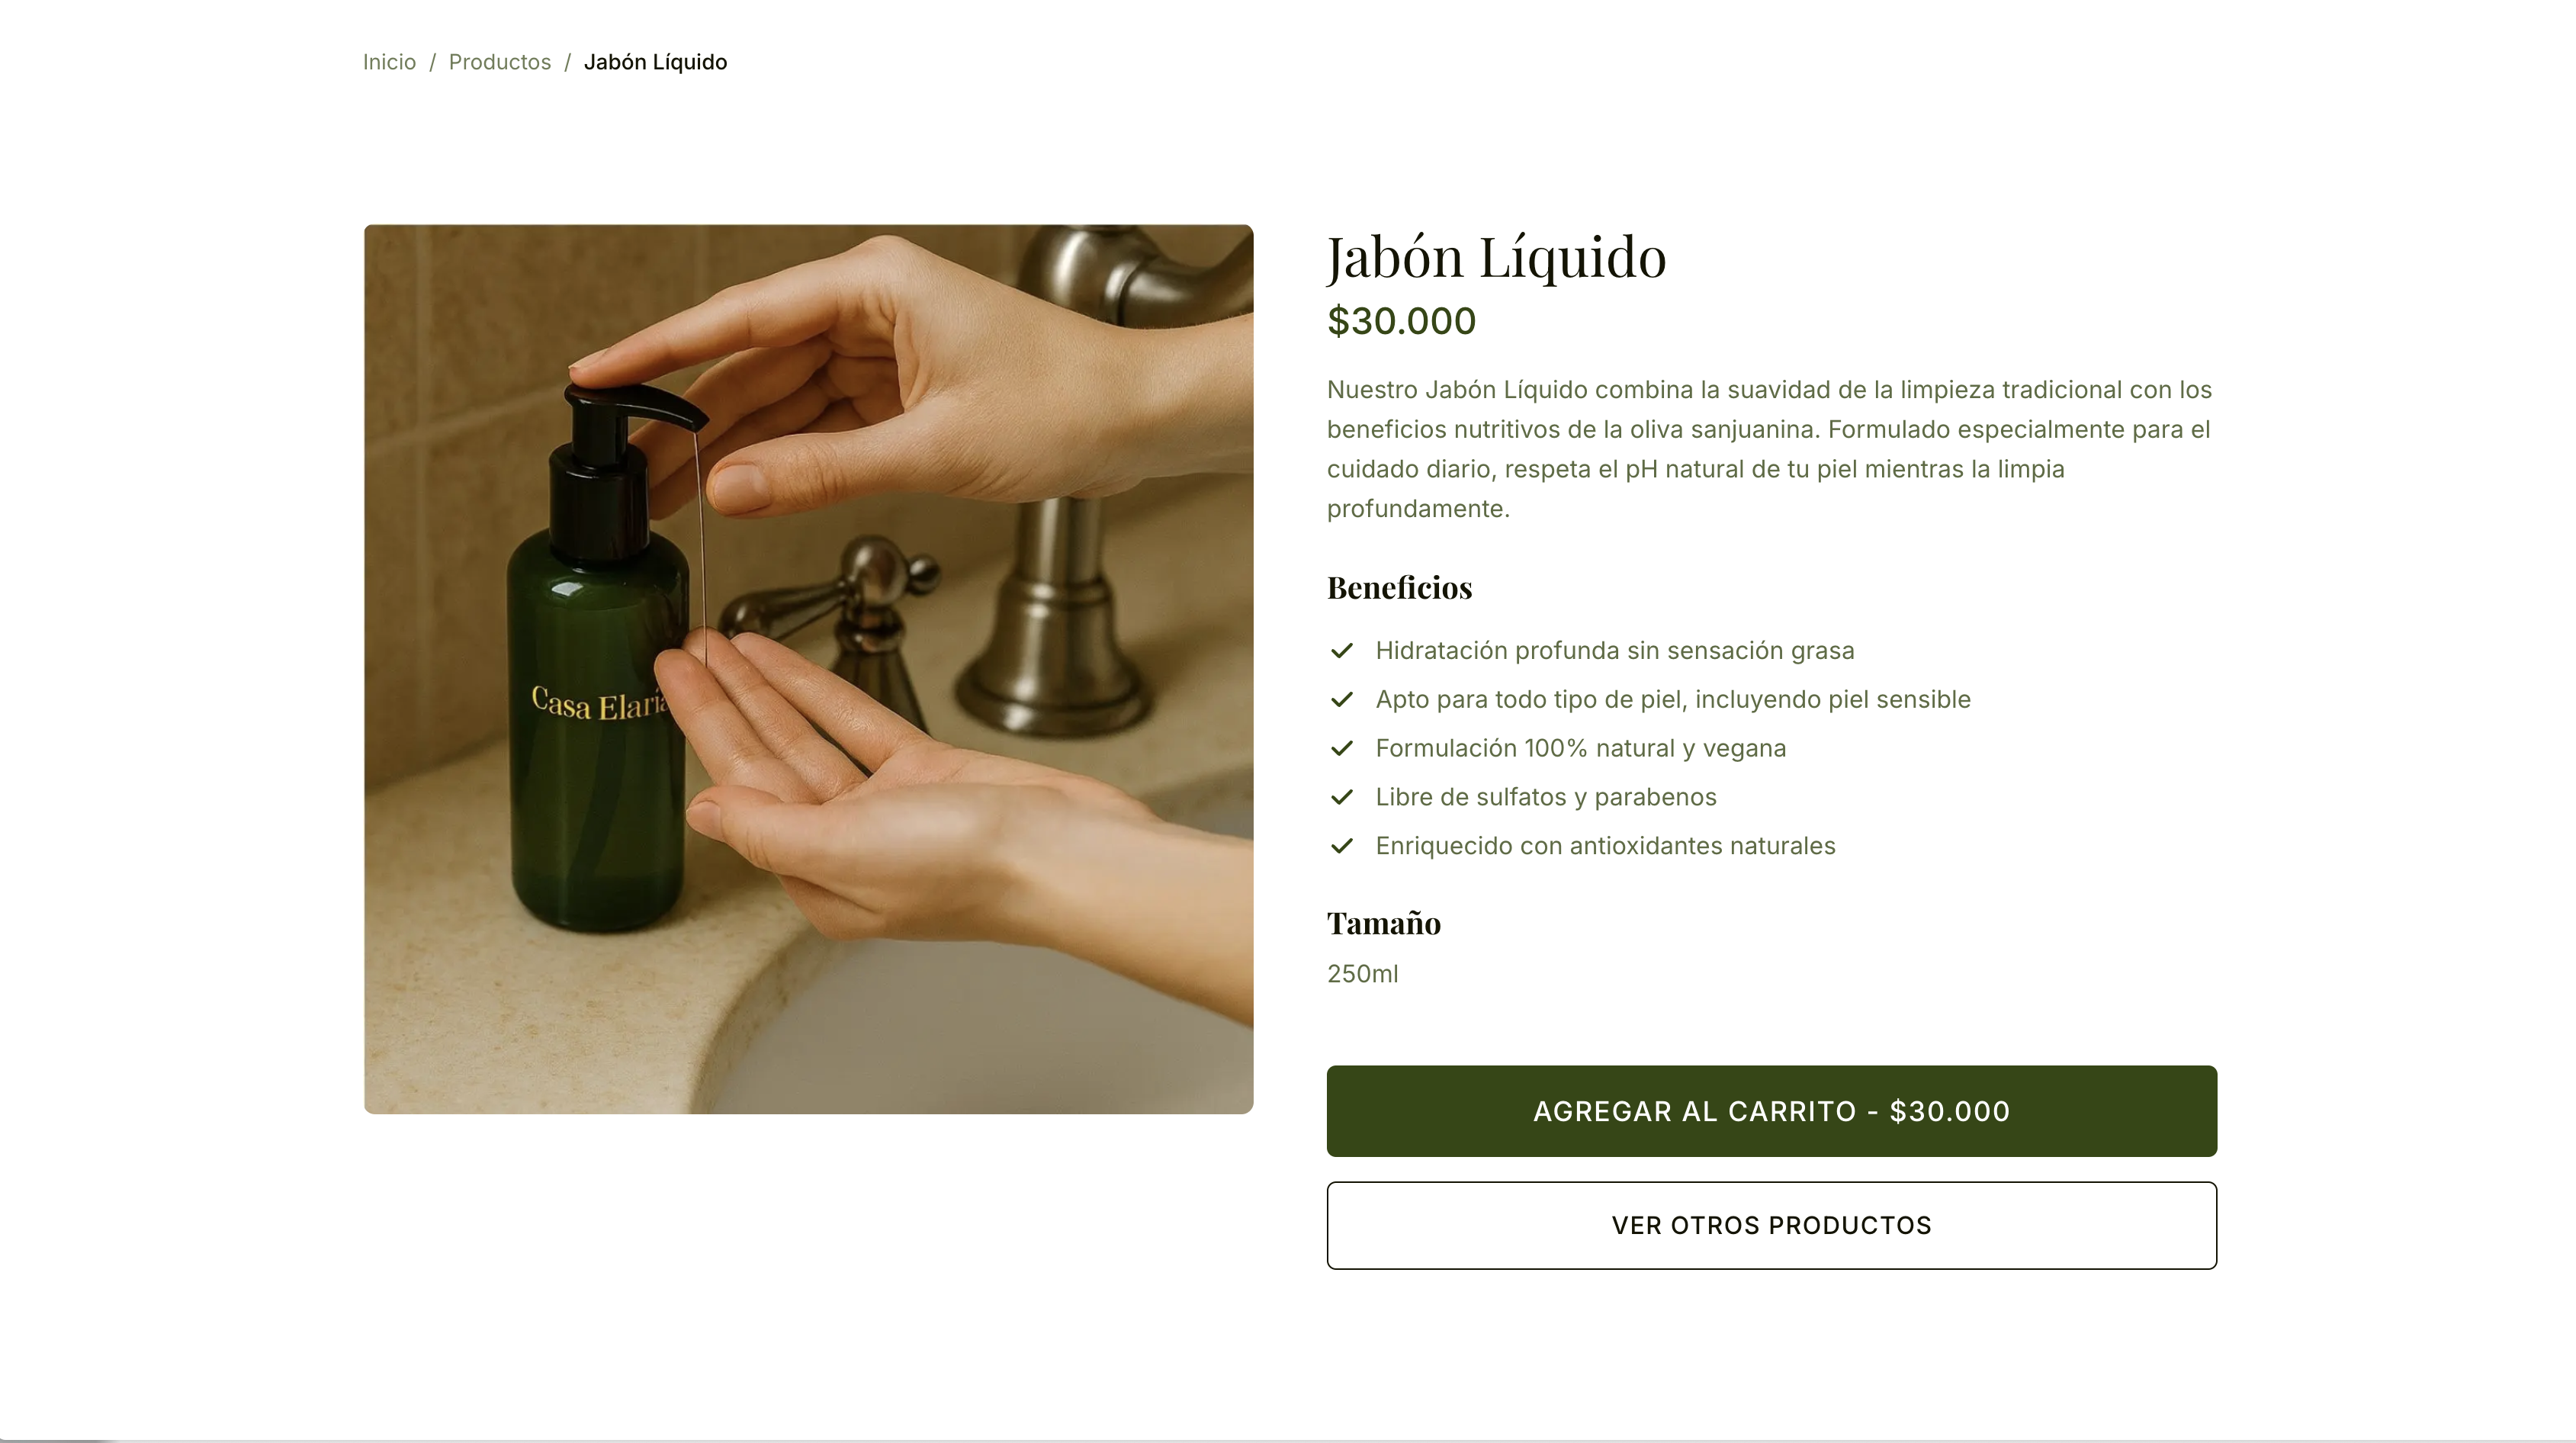 Inicio / Productos / Jabón Líquido
Casa Elaria
Jabón Líquido
$30.000
Nuestro Jabón Líquido combina la suavidad de la limpieza tradicional con los
beneficios nutritivos de la oliva sanjuanina. Formulado especialmente para el
cuidado diario, respeta el pH natural de tu piel mientras la limpia
profundamente.
Beneficios
Hidratación profunda sin sensación grasa
Apto para todo tipo de piel, incluyendo piel sensible
Formulación 100% natural y vegana
Libre de sulfatos y parabenos
Enriquecido con antioxidantes naturales
Tamaño
250ml
AGREGAR AL CARRITO - $30.000
VER OTROS PRODUCTOS